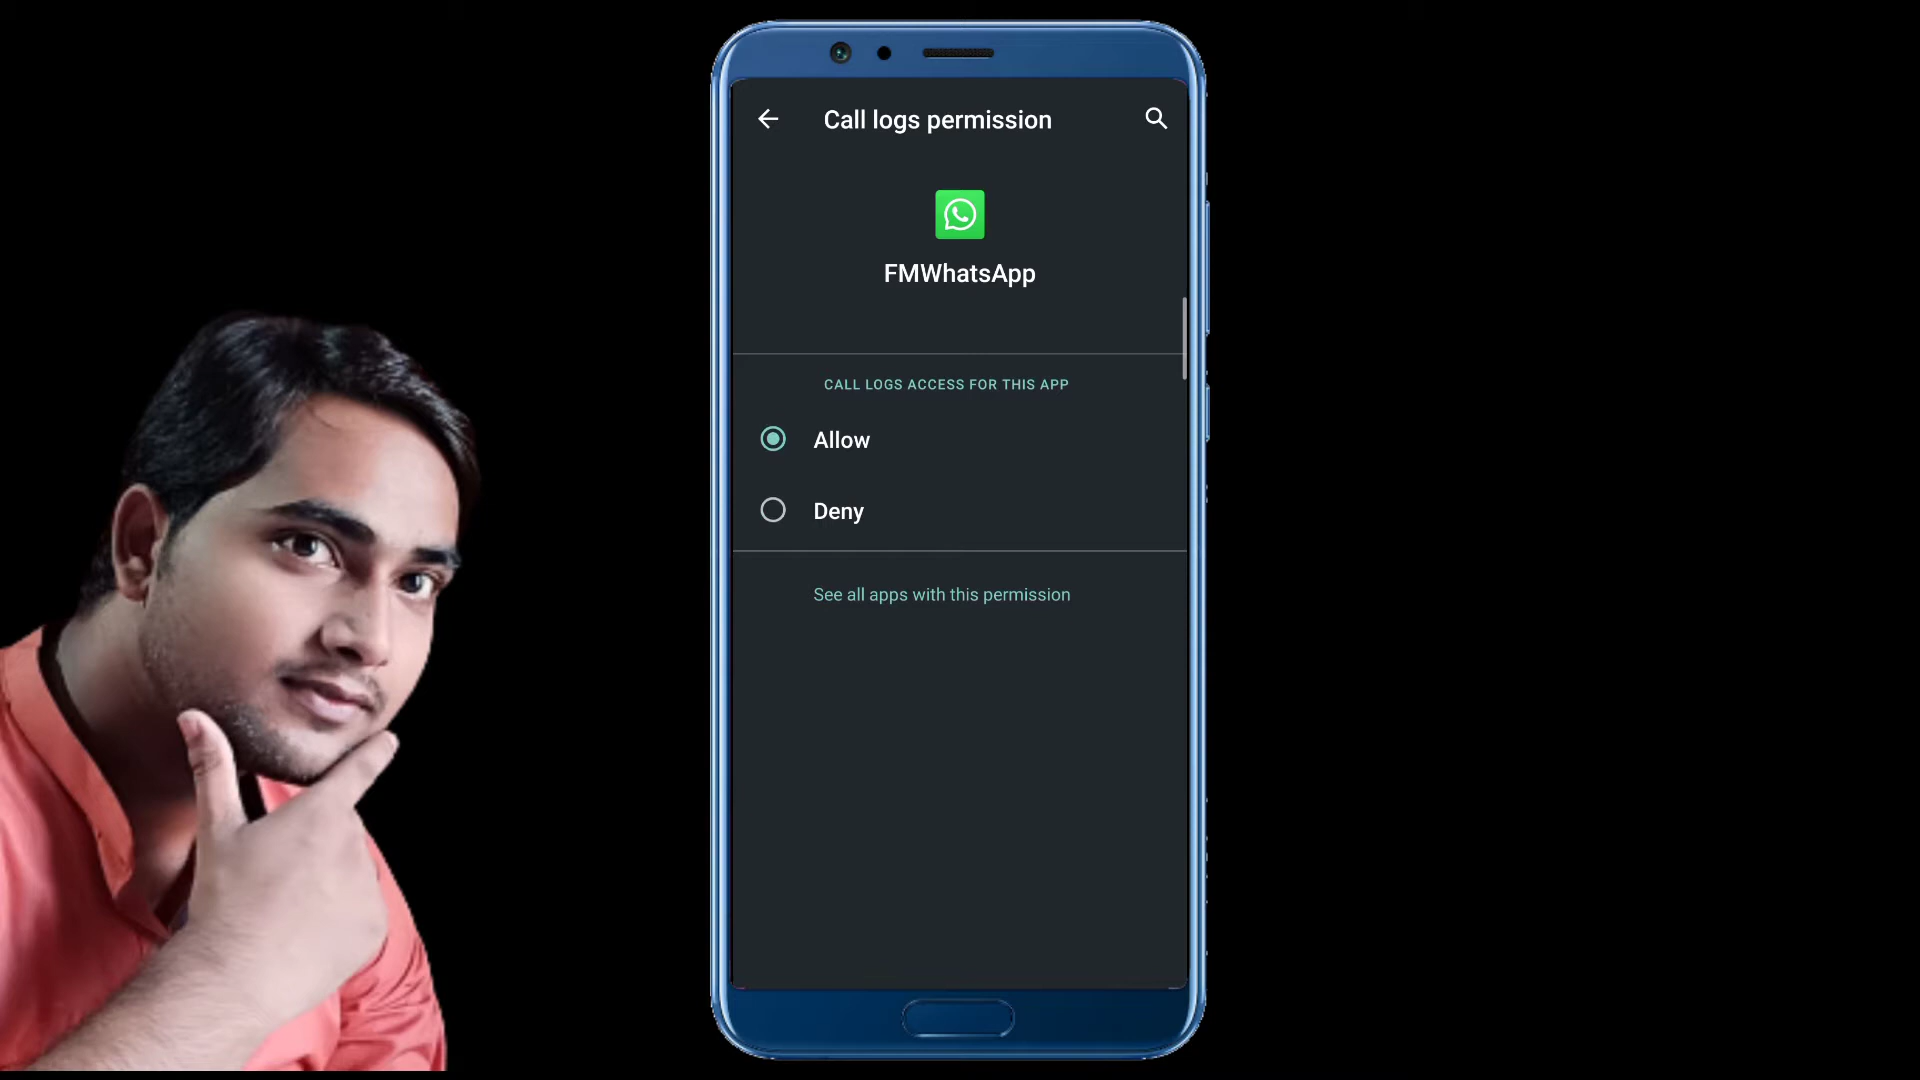 Call logs permission
FMWhatsApp
CALL LOGS ACCESS FOR THIS APP
Allow
Deny
See all apps with this permission